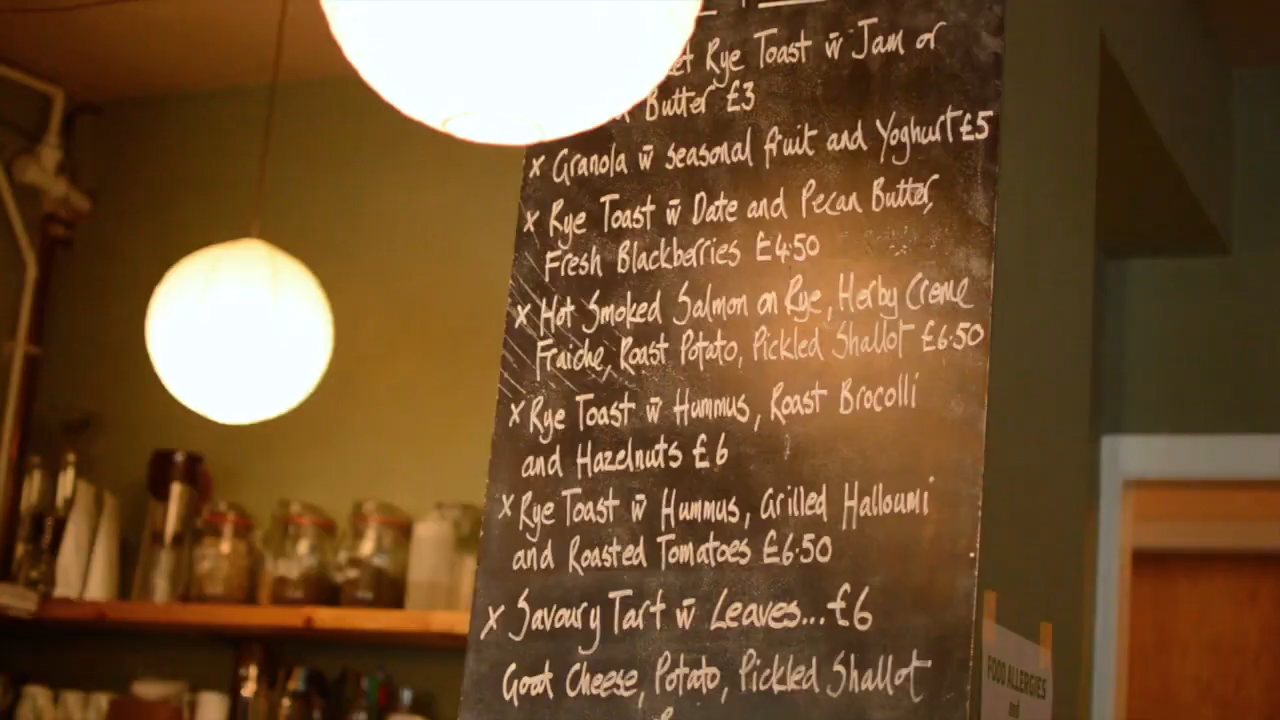 Rye Toast w̄ Jam or
Butter £3
x Granola w̄ seasonal fruit and Yoghurt £5
x Rye Toast w̄ Date and Pecan Butter,
Fresh Blackberries £4.50
x Hot Smoked Salmon on Rye, Herby Creme
Fraiche, Roast Potato, Pickled Shallot £6.50
x Rye Toast w̄ Hummus, Roast Brocolli
and Hazelnuts £6
x Rye Toast w̄ Hummus, Grilled Halloumi
and Roasted Tomatoes £6.50
x Savoury Tart w̄ Leaves...£6
Goat Cheese, Potato, Pickled Shallot
FOOD ALLERGIES
and